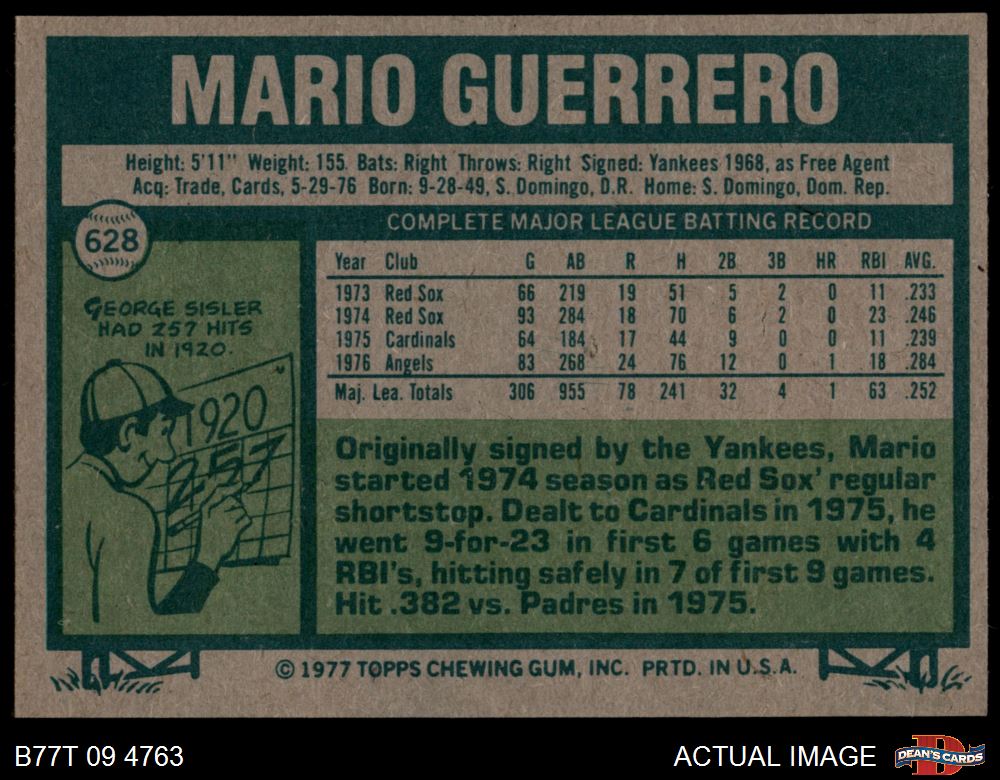 MARIO GUERRERO
Height: 5'11" Weight: 155. Bats: Right Throws: Right Signed: Yankees 1968, as Free Agent
Acq: Trade, Cards, 5-29-76 Born: 9-28-49, S. Domingo, D.R. Home: S. Domingo, Dom. Rep.
628
COMPLETE MAJOR LEAGUE BATTING RECORD
Year Club G AB R H 2B 3B HR RBI AVG.
1973 Red Sox 66 219 19 51 5 2 0 11 .233
1974 Red Sox 93 284 18 70 6 2 0 23 .246
1975 Cardinals 64 184 17 44 9 0 0 11 .239
1976 Angels 83 268 24 76 12 0 1 18 .284
Maj. Lea. Totals 306 955 78 241 32 4 1 63 .252
GEORGE SISLER
HAD 257 HITS
IN 1920.
1920
257
Originally signed by the Yankees, Mario
started 1974 season as Red Sox' regular
shortstop. Dealt to Cardinals in 1975, he
went 9-for-23 in first 6 games with 4
RBI's, hitting safely in 7 of first 9 games.
Hit .382 vs. Padres in 1975.
© 1977 TOPPS CHEWING GUM, INC. PRTD. IN U.S.A.
B77T 09 4763
ACTUAL IMAGE
DEAN'S CARDS